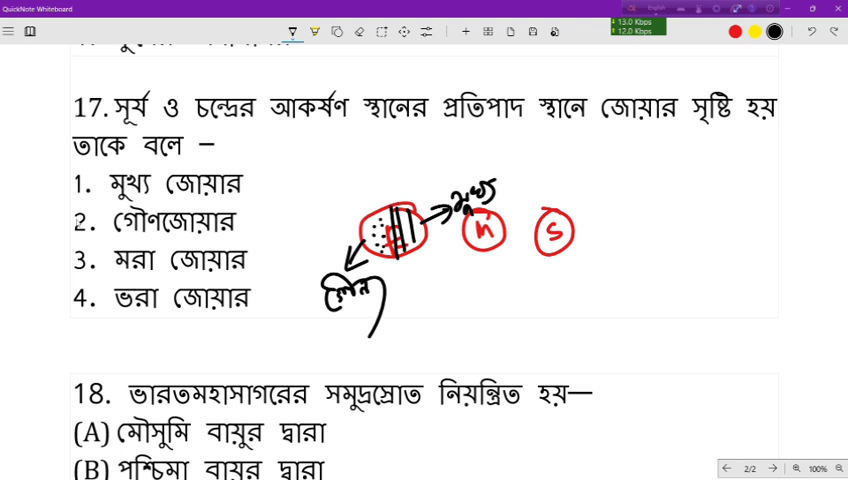 QuickNote Whiteboard
English
13.0 Kbps
12.0 Kbps
17. সূর্য ও চন্দ্রের আকর্ষণ স্থানের প্রতিপাদ স্থানে জোয়ার সৃষ্টি হয়
তাকে বলে –
1. মুখ্য জোয়ার
মুখ্য
2. গৌণজোয়ার
E M S
3. মরা জোয়ার
4. ভরা জোয়ার
গৌন
18. ভারতমহাসাগরের সমুদ্রস্রোত নিয়ন্ত্রিত হয়—
(A) মৌসুমি বায়ুর দ্বারা
(B) পশ্চিমা বায়ুর দ্বারা
2/2
100%